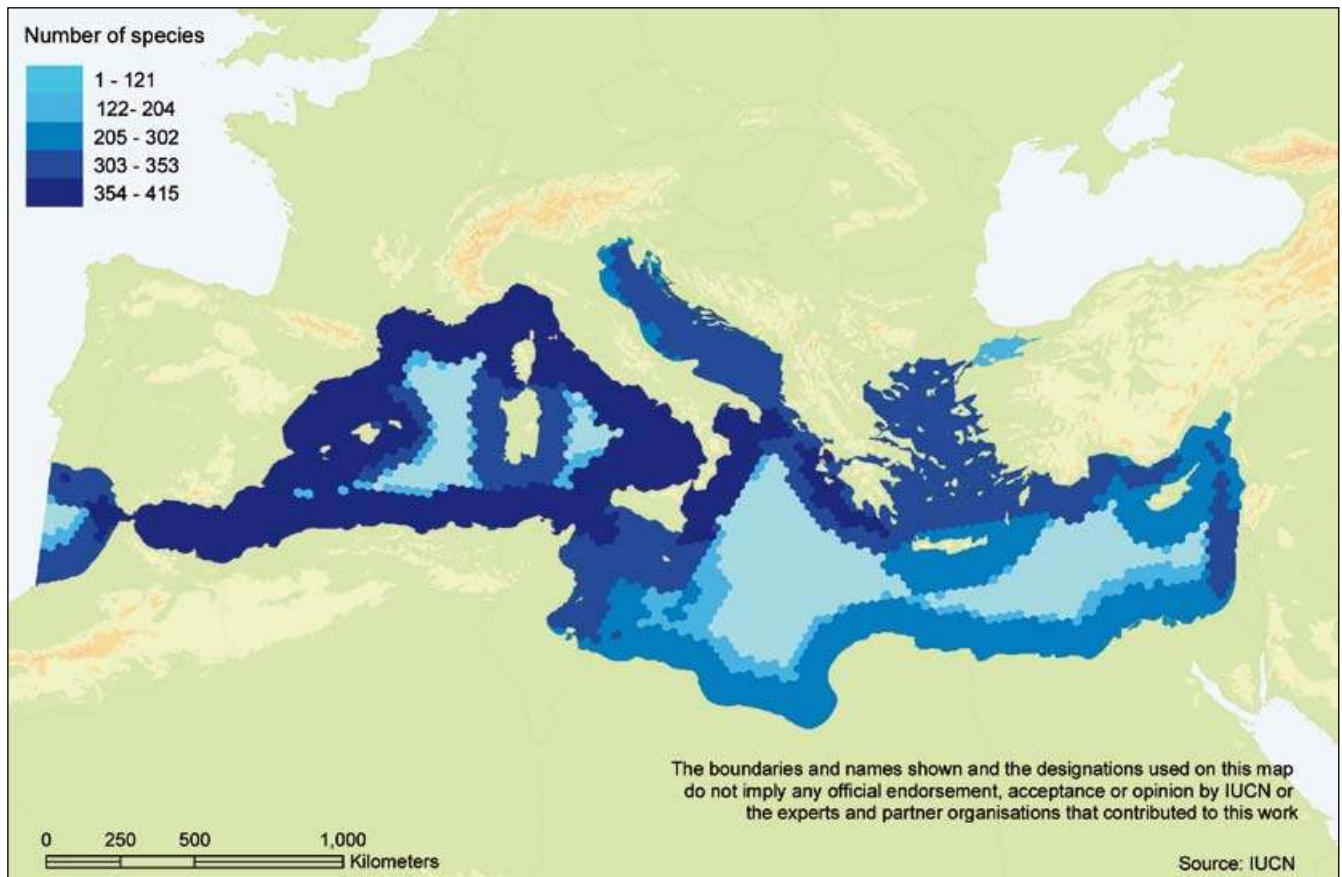 Number of species
1 - 121
122- 204
205 - 302
303 - 353
354 - 415
The boundaries and names shown and the designations used on this map
do not imply any official endorsement, acceptance or opinion by IUCN or
the experts and partner organisations that contributed to this work
0 250 500 1,000
Kilometers
Source: IUCN